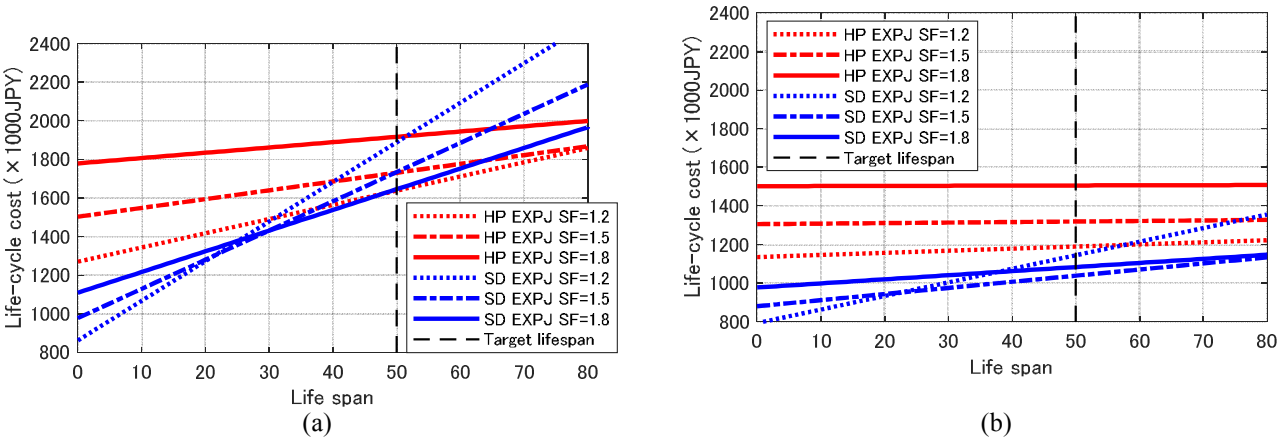 2400
2200
2000
1800
1600
1400
1200
1000
800
0 10 20 30 40 50 60 70 80
Life-cycle cost (×1000JPY)
Life span
HP EXPJ SF=1.2
HP EXPJ SF=1.5
HP EXPJ SF=1.8
SD EXPJ SF=1.2
SD EXPJ SF=1.5
SD EXPJ SF=1.8
Target lifespan
(a)
2400
2200
2000
1800
1600
1400
1200
1000
800
0 10 20 30 40 50 60 70 80
Life-cycle cost (×1000JPY)
Life span
HP EXPJ SF=1.2
HP EXPJ SF=1.5
HP EXPJ SF=1.8
SD EXPJ SF=1.2
SD EXPJ SF=1.5
SD EXPJ SF=1.8
Target lifespan
(b)